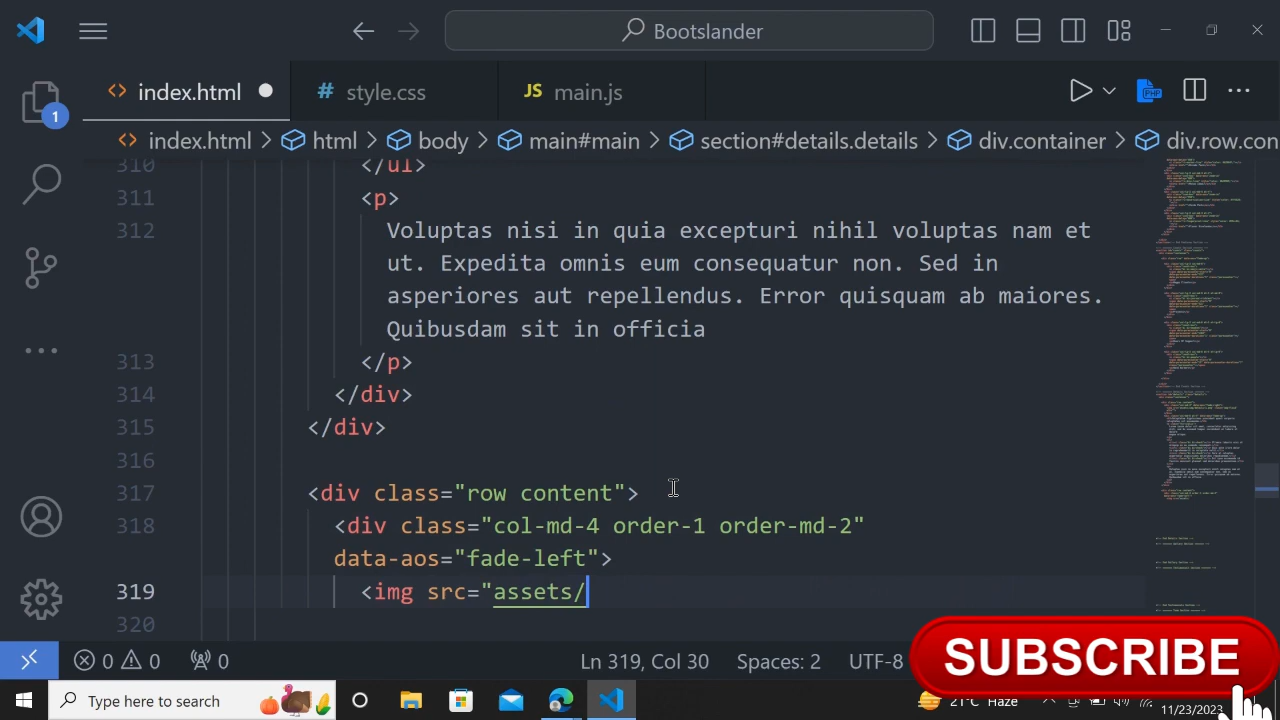 Bootslander
index.html
style.css
JS main.js
PHP
1
index.html > html > body > main#main > section#details.details > div.container > div.row.con
310 </ul>
311 <p>
312 Voluptas nisi in quia excepturi nihil voluptas nam et
ut. Expedita omnis eum consequatur non. Sed in
asperiores aut repellendus. Error quisquam ab maiores.
Quibusdam sit in officia
313 </p>
314 </div>
315 </div>
316
317 <div class="row content">
318 <div class="col-md-4 order-1 order-md-2"
data-aos="fade-left">
319 <img src="assets/
320
0 0 0
Ln 319, Col 30
Spaces: 2
UTF-8
SUBSCRIBE
Type here to search
21°C Haze
11/23/2023